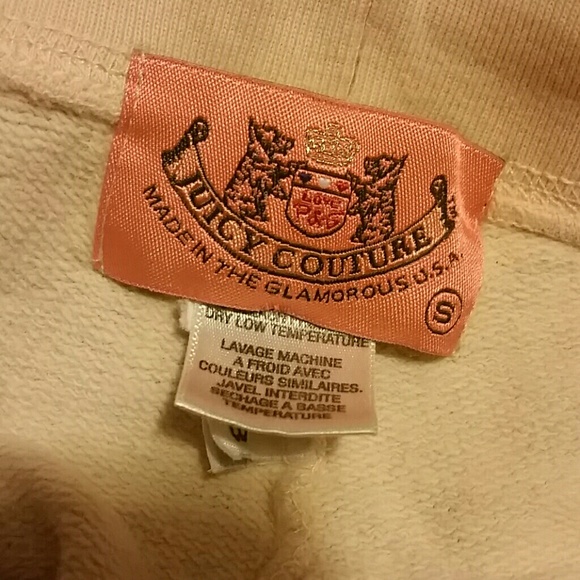 LOVE
P&G
JUICY COUTURE
TM
MADE IN THE GLAMOROUS U.S.A.
S
DRY LOW TEMPERATURE
LAVAGE MACHINE
A FROID AVEC
COULEURS SIMILAIRES.
JAVEL INTERDITE
SECHAGE A BASSE
TEMPERATURE